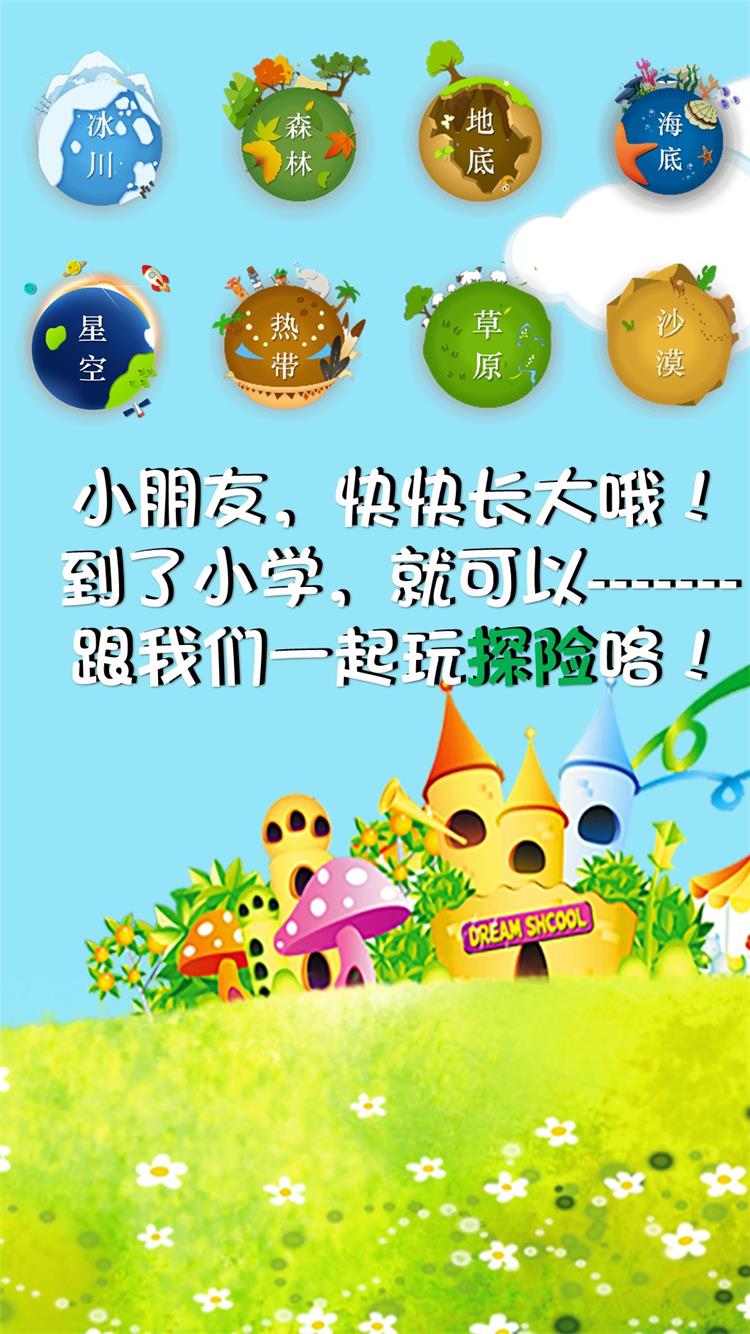 冰川
森林
地底
海底
星空
热带
草原
沙漠
小朋友，快快长大哦！
到了小学，就可以-------
跟我们一起玩探险咯！
DREAM SHCOOL